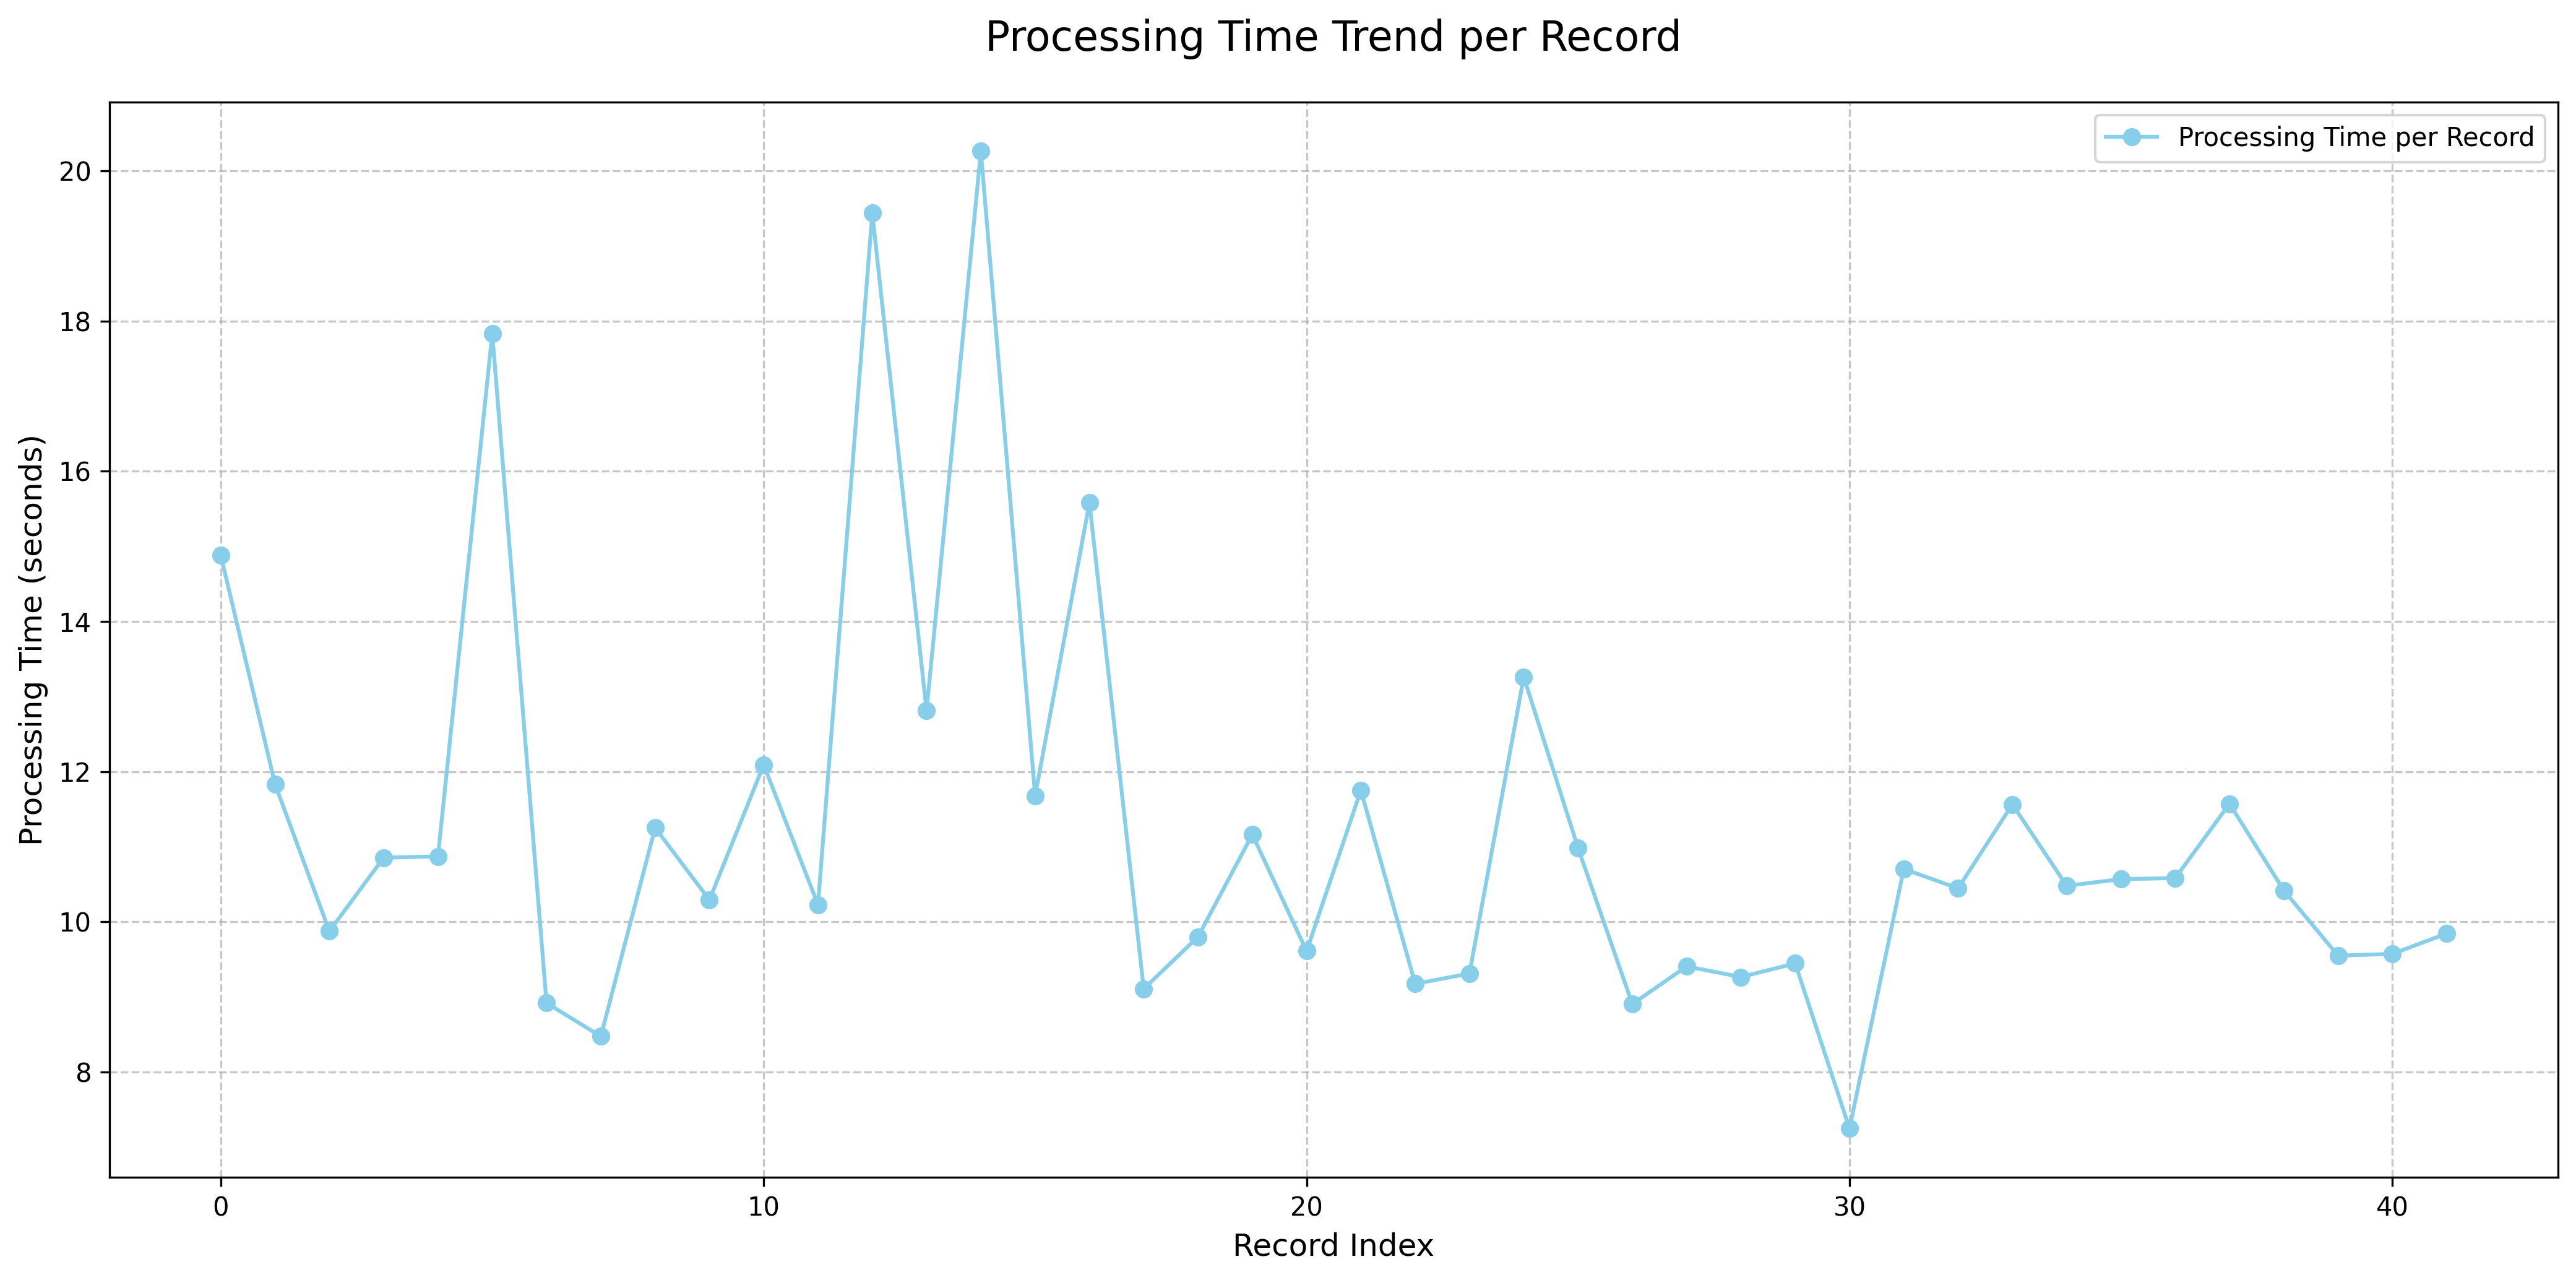 Processing Time Trend per Record
Processing Time per Record
20
18
16
14
12
10
8
Processing Time (seconds)
0 10 20 30 40
Record Index